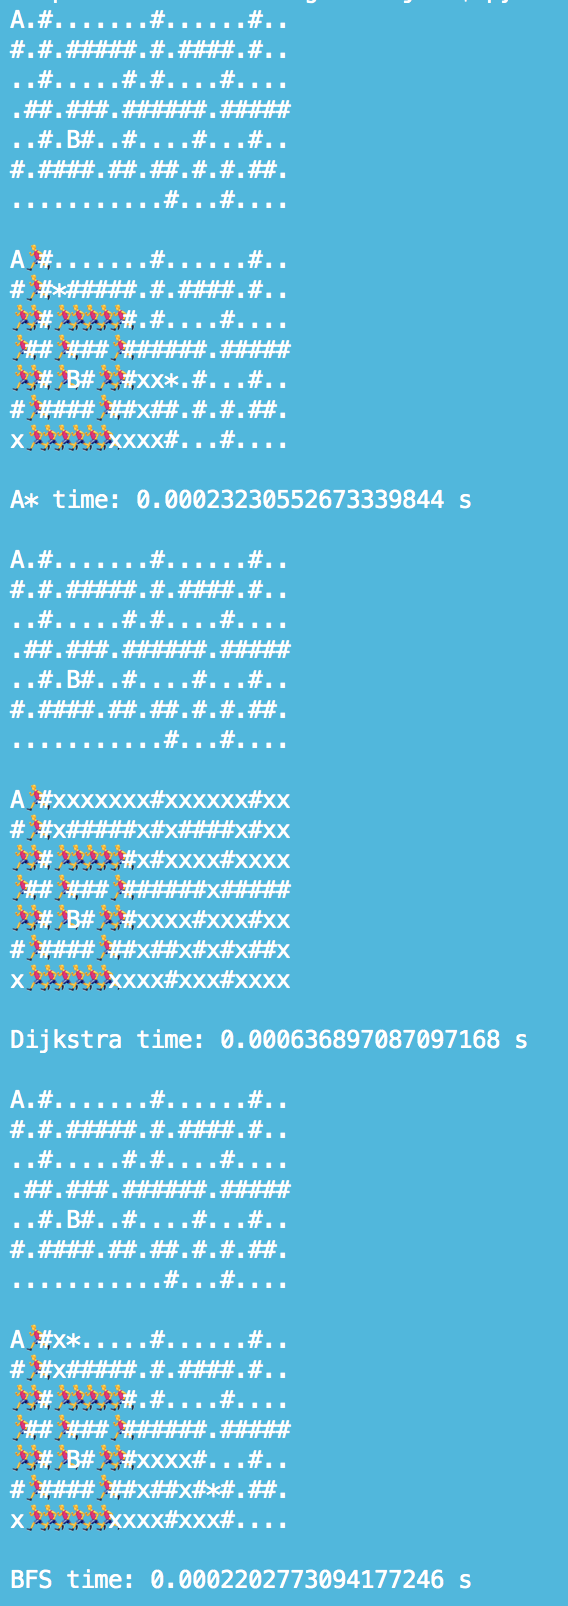 A.#.......#......#..
#.#.#####.#.####.#..
..#.....#.#....#....
.##.###.######.#####
..#.B#..#....#...#..
#.####.##.##.#.#.##.
...........#...#....
A🏃#.......#......#..
#🏃#*#####.#.####.#..
🏃🏃#🏃🏃🏃🏃🏃#.#....#....
🏃##🏃###🏃######.#####
🏃🏃#🏃B#🏃🏃#xx*.#...#..
#🏃####🏃##x##.#.#.##.
x🏃🏃🏃🏃🏃🏃xxxx#...#....
A* time: 0.00023230552673339844 s
A.#.......#......#..
#.#.#####.#.####.#..
..#.....#.#....#....
.##.###.######.#####
..#.B#..#....#...#..
#.####.##.##.#.#.##.
...........#...#....
A🏃#xxxxxxx#xxxxxx#xx
#🏃#x#####x#x####x#xx
🏃🏃#🏃🏃🏃🏃🏃#x#xxxx#xxxx
🏃##🏃###🏃######x#####
🏃🏃#🏃B#🏃🏃#xxxx#xxx#xx
#🏃####🏃##x##x#x#x##x
x🏃🏃🏃🏃🏃🏃xxxx#xxx#xxxx
Dijkstra time: 0.000636897087097168 s
A.#.......#......#..
#.#.#####.#.####.#..
..#.....#.#....#....
.##.###.######.#####
..#.B#..#....#...#..
#.####.##.##.#.#.##.
...........#...#....
A🏃#x*.....#......#..
#🏃#x#####.#.####.#..
🏃🏃#🏃🏃🏃🏃🏃#.#....#....
🏃##🏃###🏃######.#####
🏃🏃#🏃B#🏃🏃#xxxx#...#..
#🏃####🏃##x##x#*#.##.
x🏃🏃🏃🏃🏃🏃xxxx#xxx#....
BFS time: 0.0002202773094177246 s